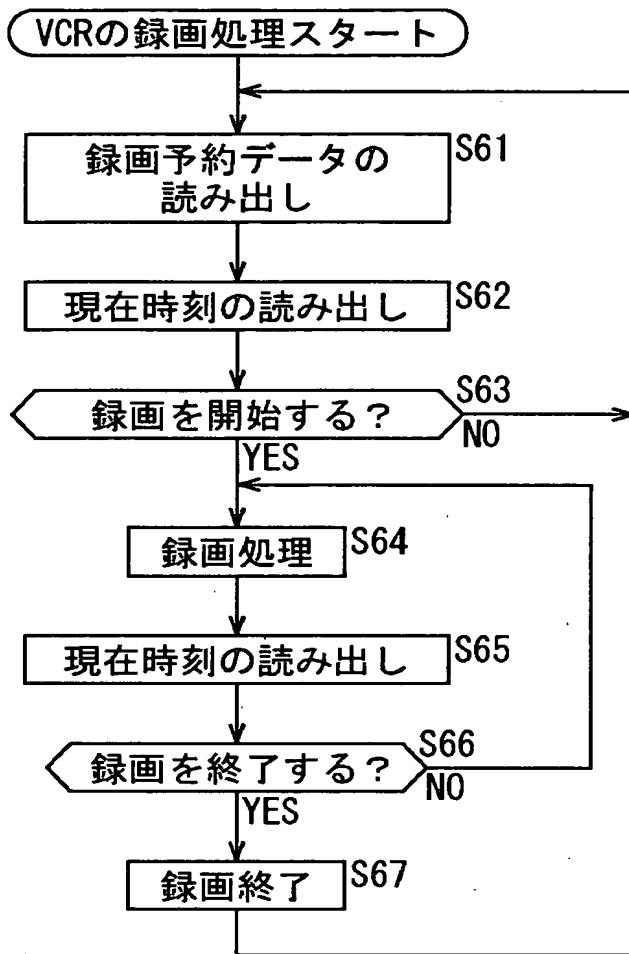 VCRの録画処理スタート
録画予約データの
読み出し
S61
現在時刻の読み出し
S62
録画を開始する?
S63
NO
YES
録画処理
S64
現在時刻の読み出し
S65
録画を終了する?
S66
NO
YES
録画終了
S67